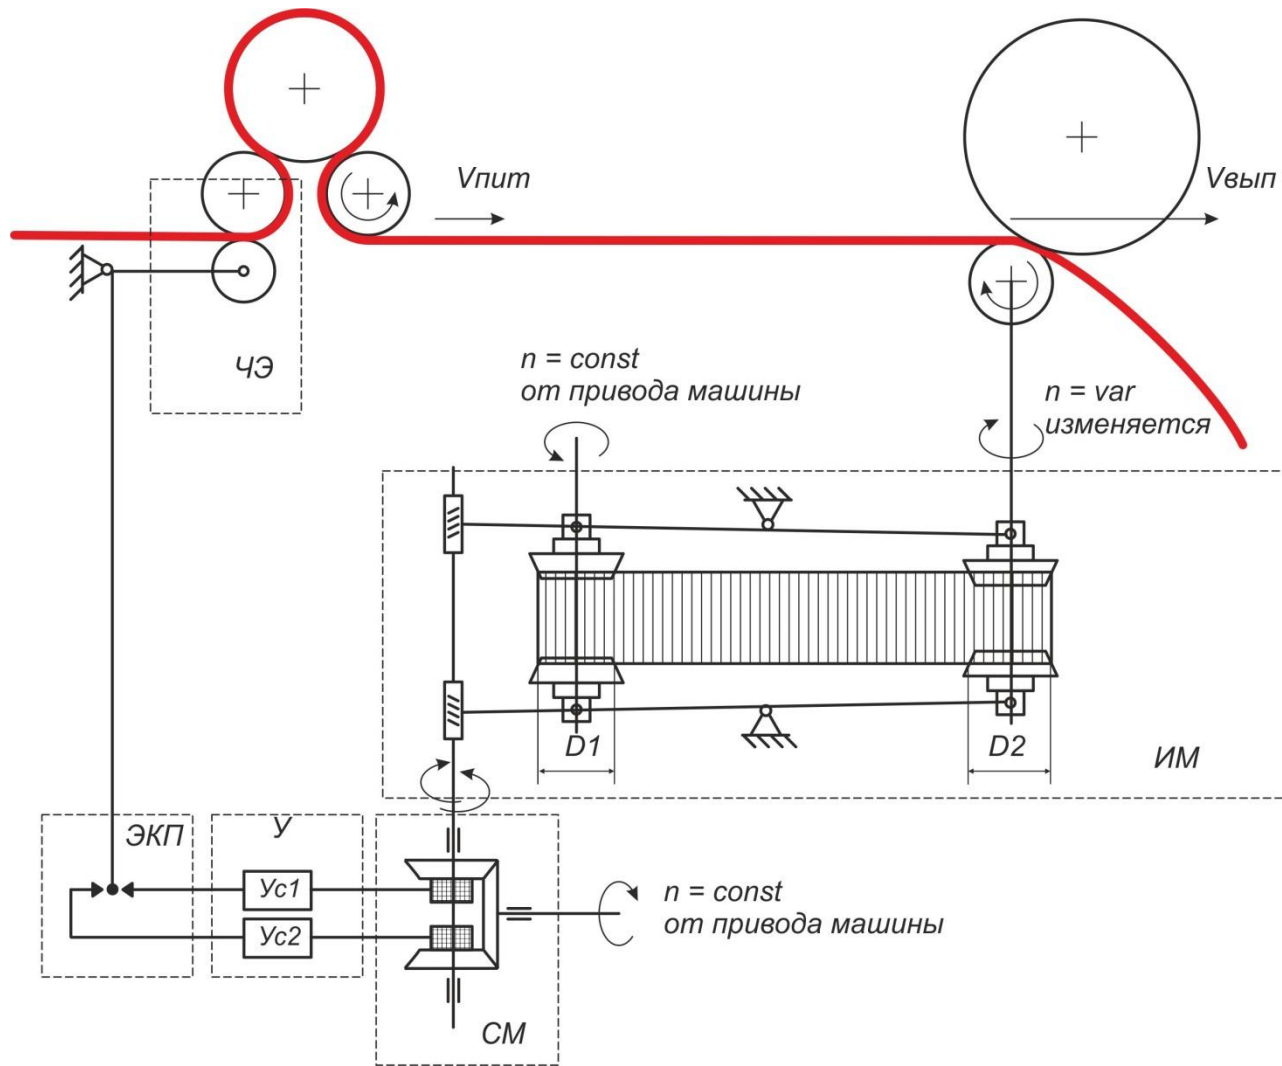 Vпит
Vвып
ЧЭ
n = const
от привода машины
n = var
изменяется
D1
D2
ИМ
ЭКП
У
Ус1
Ус2
n = const
от привода машины
СМ